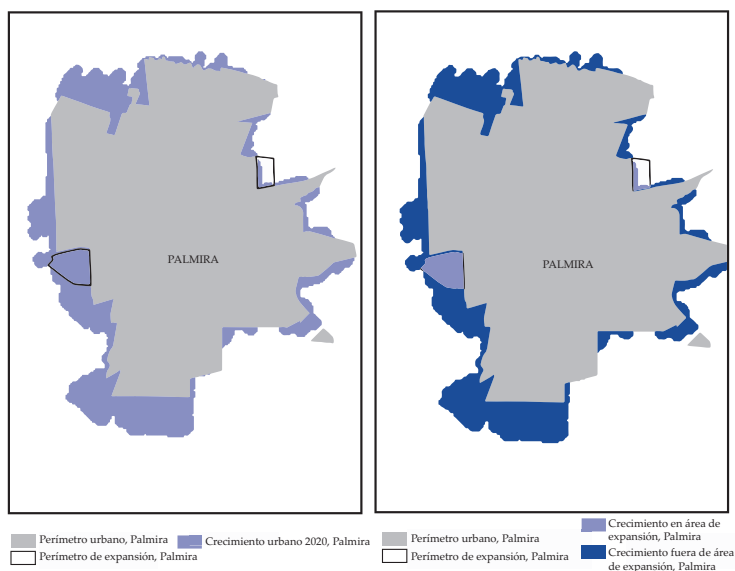 PALMIRA
Perímetro urbano, Palmira
Crecimiento urbano 2020, Palmira
Perímetro de expansión, Palmira
PALMIRA
Perímetro urbano, Palmira
Perímetro de expansión, Palmira
Crecimiento en área de
expansión, Palmira
Crecimiento fuera de área
de expansión, Palmira